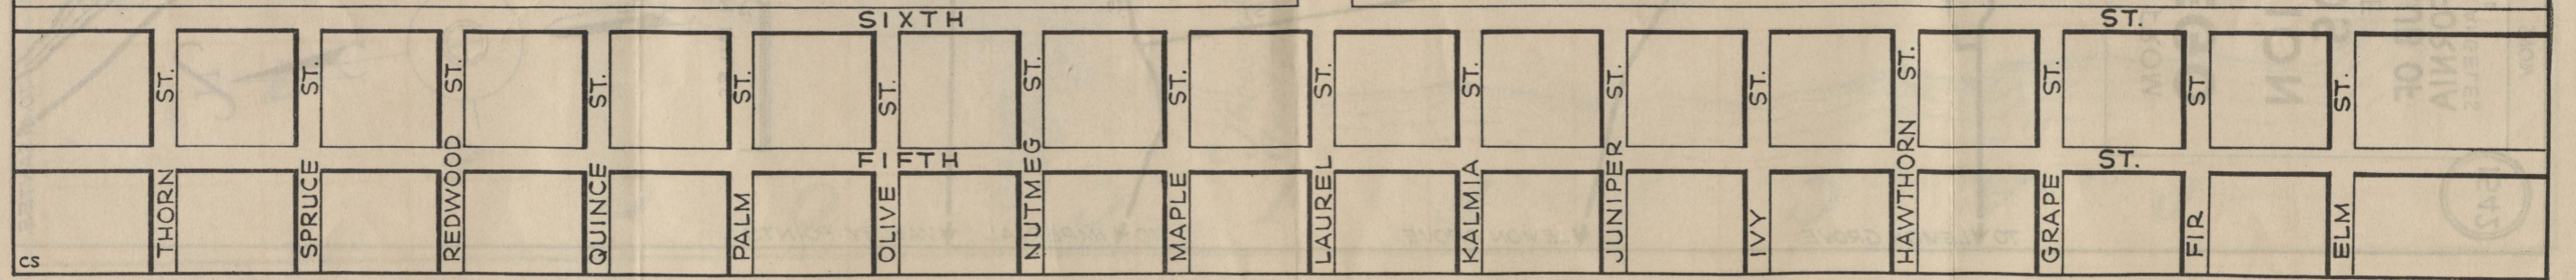 SIXTH ST.
THORN ST.
SPRUCE ST.
REDWOOD ST.
QUINCE ST.
PALM ST.
OLIVE ST.
NUTMEG ST.
MAPLE ST.
LAUREL ST.
KALMIA ST.
JUNIPER ST.
IVY ST.
HAWTHORN ST.
GRAPE ST.
FIR ST.
ELM ST.
FIFTH ST.
CS